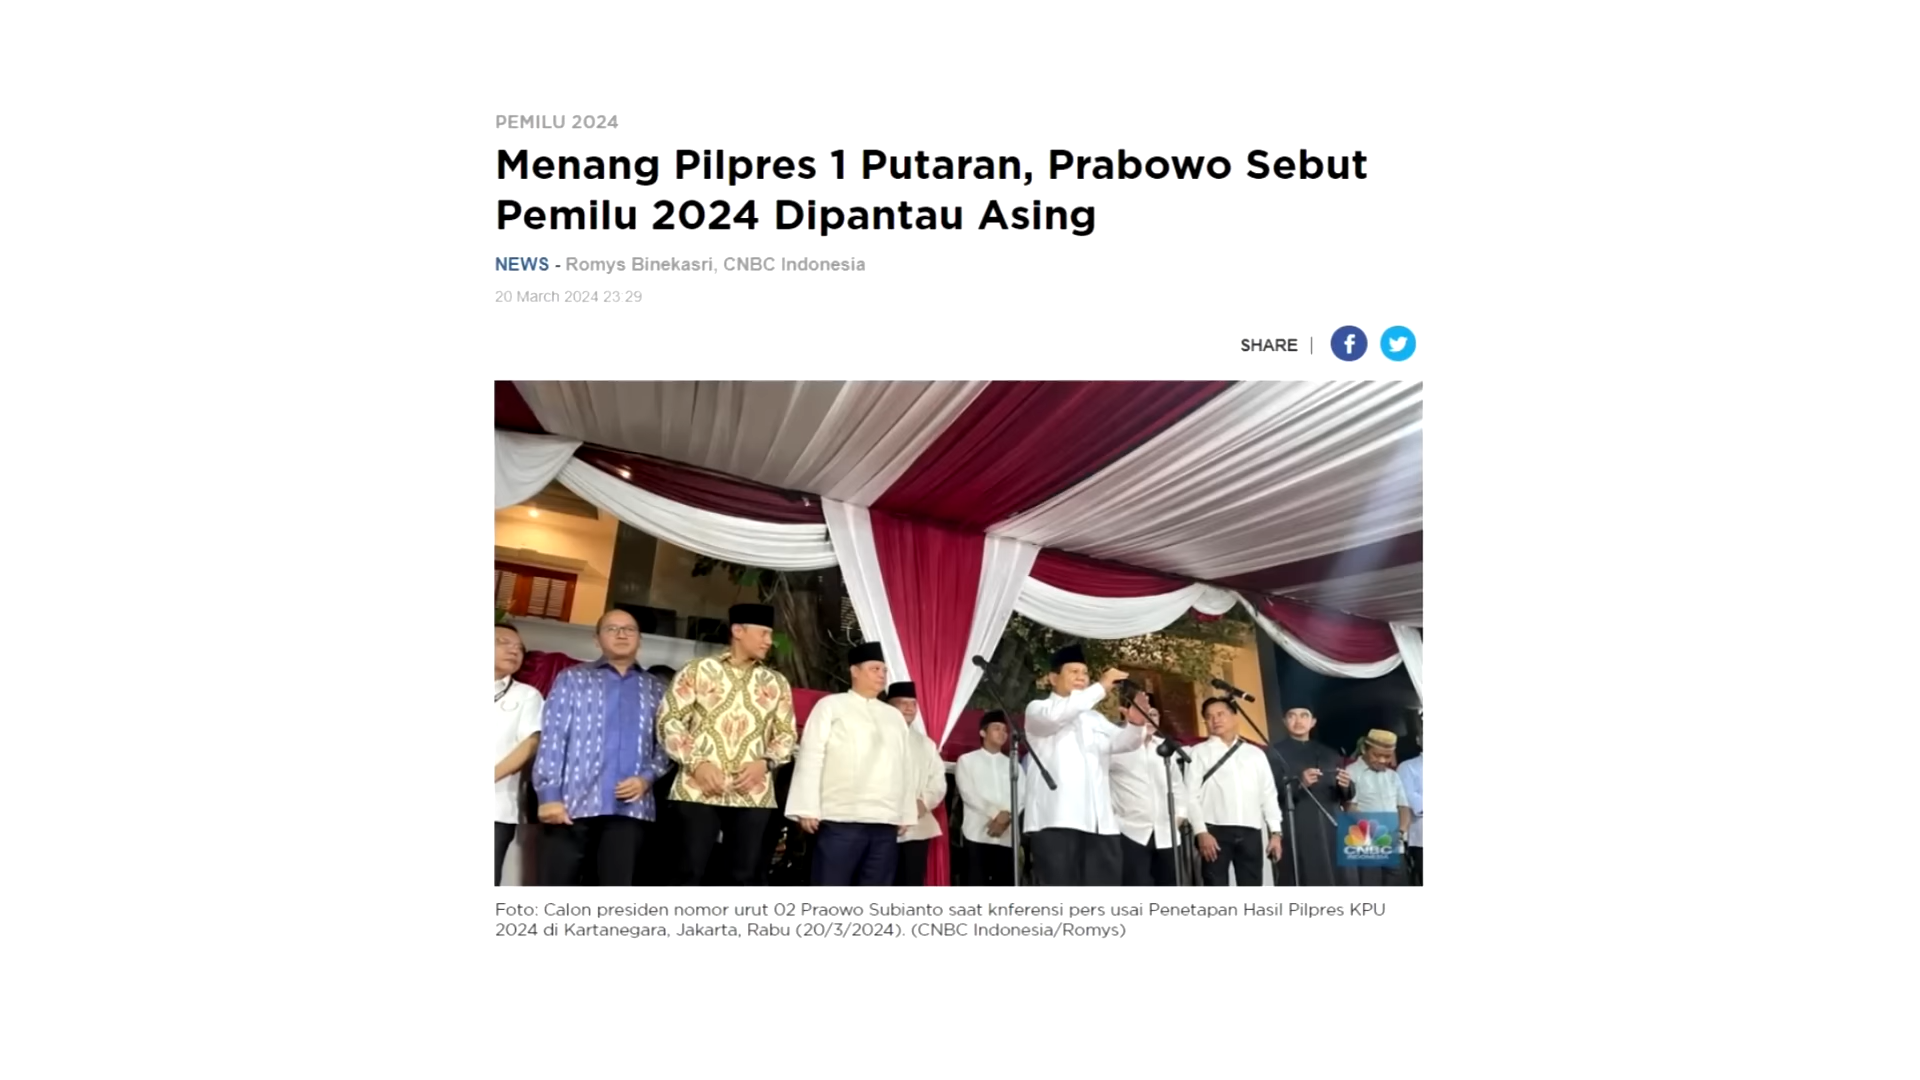 PEMILU 2024
Menang Pilpres 1 Putaran, Prabowo Sebut
Pemilu 2024 Dipantau Asing
NEWS - Romys Binekasri, CNBC Indonesia
20 March 2024 23 29
SHARE |
CNBC
INDONESIA
Foto: Calon presiden nomor urut 02 Praowo Subianto saat knferensi pers usai Penetapan Hasil Pilpres KPU
2024 di Kartanegara, Jakarta, Rabu (20/3/2024). (CNBC Indonesia/Romys)